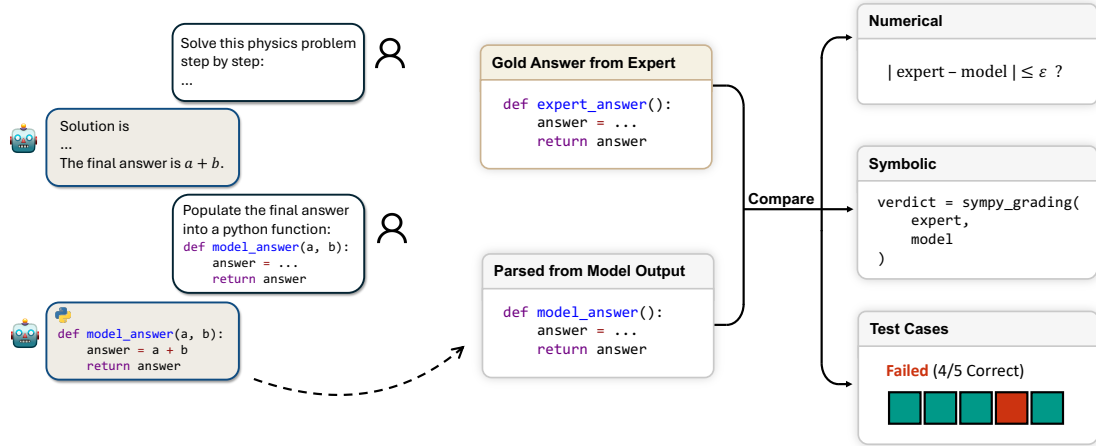 Solve this physics problem
step by step:
...
Solution is
...
The final answer is a + b.
Populate the final answer
into a python function:
def model_answer(a, b):
    answer = ...
    return answer
def model_answer(a, b):
    answer = a + b
    return answer
Gold Answer from Expert
def expert_answer():
    answer = ...
    return answer
Parsed from Model Output
def model_answer():
    answer = ...
    return answer
Compare
Numerical
| expert – model | ≤ ε ?
Symbolic
verdict = sympy_grading(
    expert,
    model
)
Test Cases
Failed (4/5 Correct)